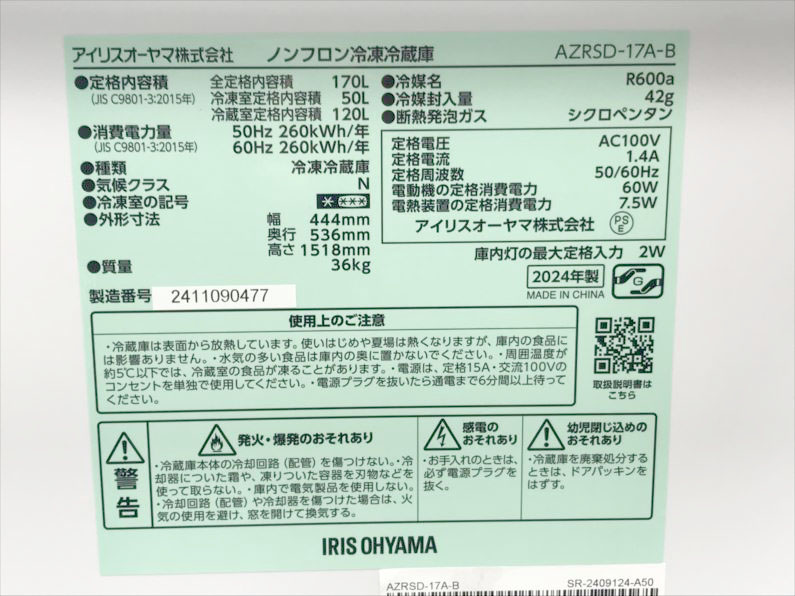 アイリスオーヤマ株式会社 ノンフロン冷凍冷蔵庫 AZRSD-17A-B
●定格内容積 全定格内容積 170L
(JIS C9801-3:2015年) 冷凍室定格内容積 50L
冷蔵室定格内容積 120L
●消費電力量 50Hz 260kWh/年
(JIS C9801-3:2015年) 60Hz 260kWh/年
●種類 冷凍冷蔵庫
●気候クラス N
●冷凍室の記号
●外形寸法 幅 444mm
奥行 536mm
高さ 1518mm
●質量 36kg
製造番号 2411090477
●冷媒名 R600a
●冷媒封入量 42g
●断熱発泡ガス シクロペンタン
定格電圧 AC100V
定格電流 1.4A
定格周波数 50/60Hz
電動機の定格消費電力 60W
電熱装置の定格消費電力 7.5W
アイリスオーヤマ株式会社 PSE
庫内灯の最大定格入力 2W
2024年製
MADE IN CHINA
G
使用上のご注意
・冷蔵庫は表面から放熱しています。使いはじめや夏場は熱くなりますが、庫内の食品に
は影響ありません。・水気の多い食品は庫内の奥に置かないでください。・周囲温度が
約5℃以下では、冷蔵室の食品が凍ることがあります。・電源は、定格15A・交流100Vの
コンセントを単独で使用してください。・電源プラグを抜いたら通電まで6分間以上待って
ください。
取扱説明書は
こちら
警告
発火・爆発のおそれあり
・冷蔵庫本体の冷却回路（配管）を傷つけない。・冷
却器についた霜や、凍りついた容器を刃物などを
使って取らない。・庫内で電気製品を使用しない。
・冷却回路（配管）や冷却器を傷つけた場合は、火
気の使用を避け、窓を開けて換気する。
感電の
おそれあり
・お手入れのときは、
必ず電源プラグを
抜く。
幼児閉じ込めの
おそれあり
・冷蔵庫を廃棄処分する
ときは、ドアパッキンを
はずす。
IRIS OHYAMA
AZRSD-17A-B SR-2409124-A50